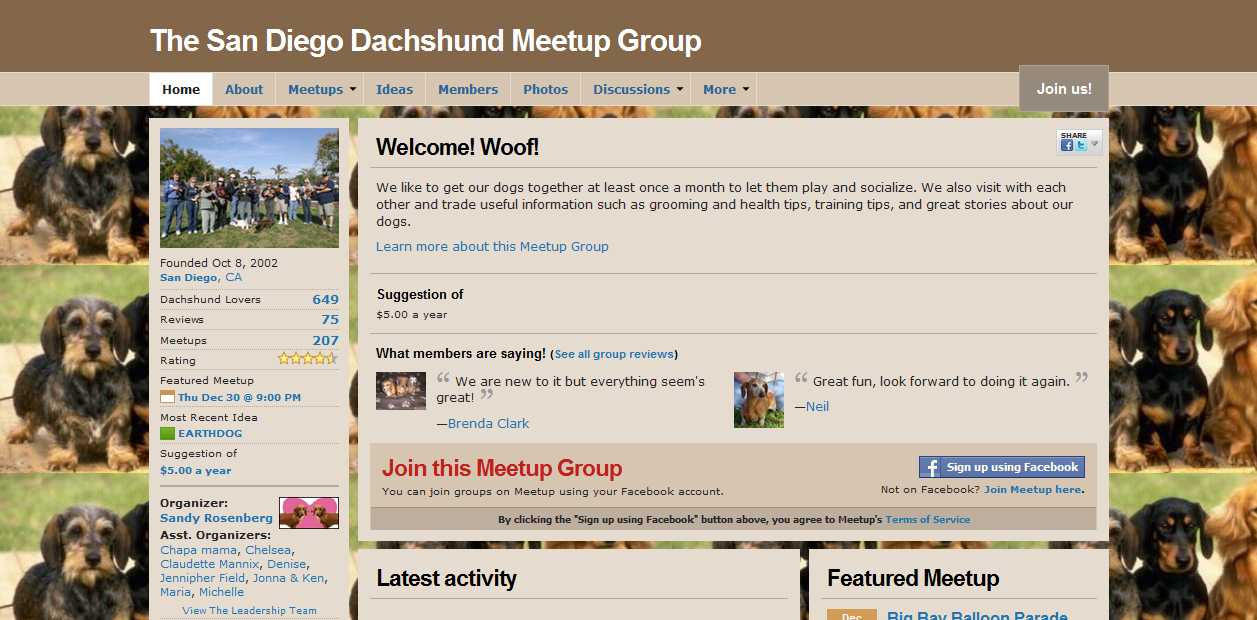 The San Diego Dachshund Meetup Group
Home About Meetups Ideas Members Photos Discussions More
Join us!
Founded Oct 8, 2002
San Diego, CA
Dachshund Lovers 649
Reviews 75
Meetups 207
Rating
Featured Meetup
Thu Dec 30 @ 9:00 PM
Most Recent Idea
EARTHDOG
Suggestion of
$5.00 a year
Organizer:
Sandy Rosenberg
Asst. Organizers:
Chapa mama, Chelsea,
Claudette Mannix, Denise,
Jennipher Field, Jonna & Ken,
Maria, Michelle
View The Leadership Team
Welcome! Woof!
SHARE
We like to get our dogs together at least once a month to let them play and socialize. We also visit with each
other and trade useful information such as grooming and health tips, training tips, and great stories about our
dogs.
Learn more about this Meetup Group
Suggestion of
$5.00 a year
What members are saying! (See all group reviews)
“ We are new to it but everything seem's
great! ”
—Brenda Clark
“ Great fun, look forward to doing it again. ”
—Neil
Join this Meetup Group
You can join groups on Meetup using your Facebook account.
f Sign up using Facebook
Not on Facebook? Join Meetup here.
By clicking the "Sign up using Facebook" button above, you agree to Meetup's Terms of Service
Latest activity
Featured Meetup
Dec
Big Bay Balloon Parade